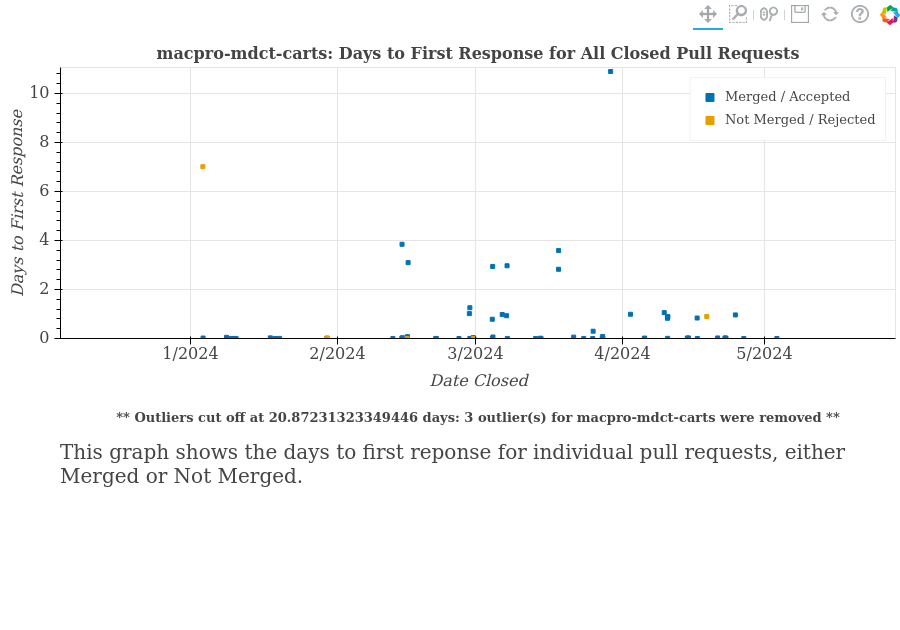 macpro-mdct-carts: Days to First Response for All Closed Pull Requests
Merged / Accepted
Not Merged / Rejected
Days to First Response
10
8
6
4
2
0
1/2024
2/2024
3/2024
4/2024
5/2024
Date Closed
** Outliers cut off at 20.87231323349446 days: 3 outlier(s) for macpro-mdct-carts were removed **
This graph shows the days to first reponse for individual pull requests, either
Merged or Not Merged.